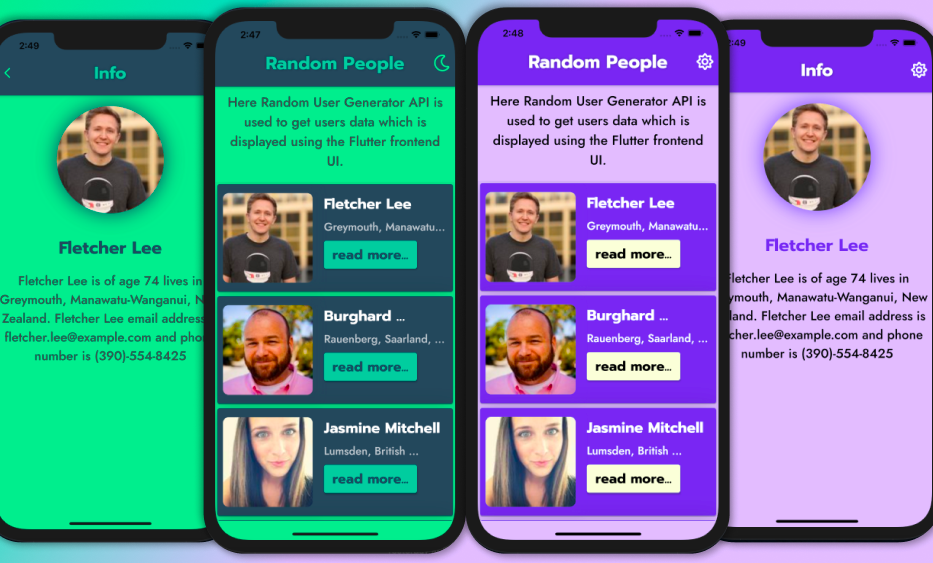 2:49
Info
Fletcher Lee
Fletcher Lee is of age 74 lives in
Greymouth, Manawatu-Wanganui, N
Zealand. Fletcher Lee email address
fletcher.lee@example.com and pho
number is (390)-554-8425
2:47
Random People
Here Random User Generator API is
used to get users data which is
displayed using the Flutter frontend
UI.
Fletcher Lee
Greymouth, Manawatu...
read more...
Burghard ...
Rauenberg, Saarland, ...
read more...
Jasmine Mitchell
Lumsden, British ...
read more...
2:48
Random People
Here Random User Generator API is
used to get users data which is
displayed using the Flutter frontend
UI.
Fletcher Lee
Greymouth, Manawatu...
read more...
Burghard ...
Rauenberg, Saarland, ...
read more...
Jasmine Mitchell
Lumsden, British ...
read more...
:49
Info
Fletcher Lee
Fletcher Lee is of age 74 lives in
ymouth, Manawatu-Wanganui, New
land. Fletcher Lee email address is
cher.lee@example.com and phone
number is (390)-554-8425